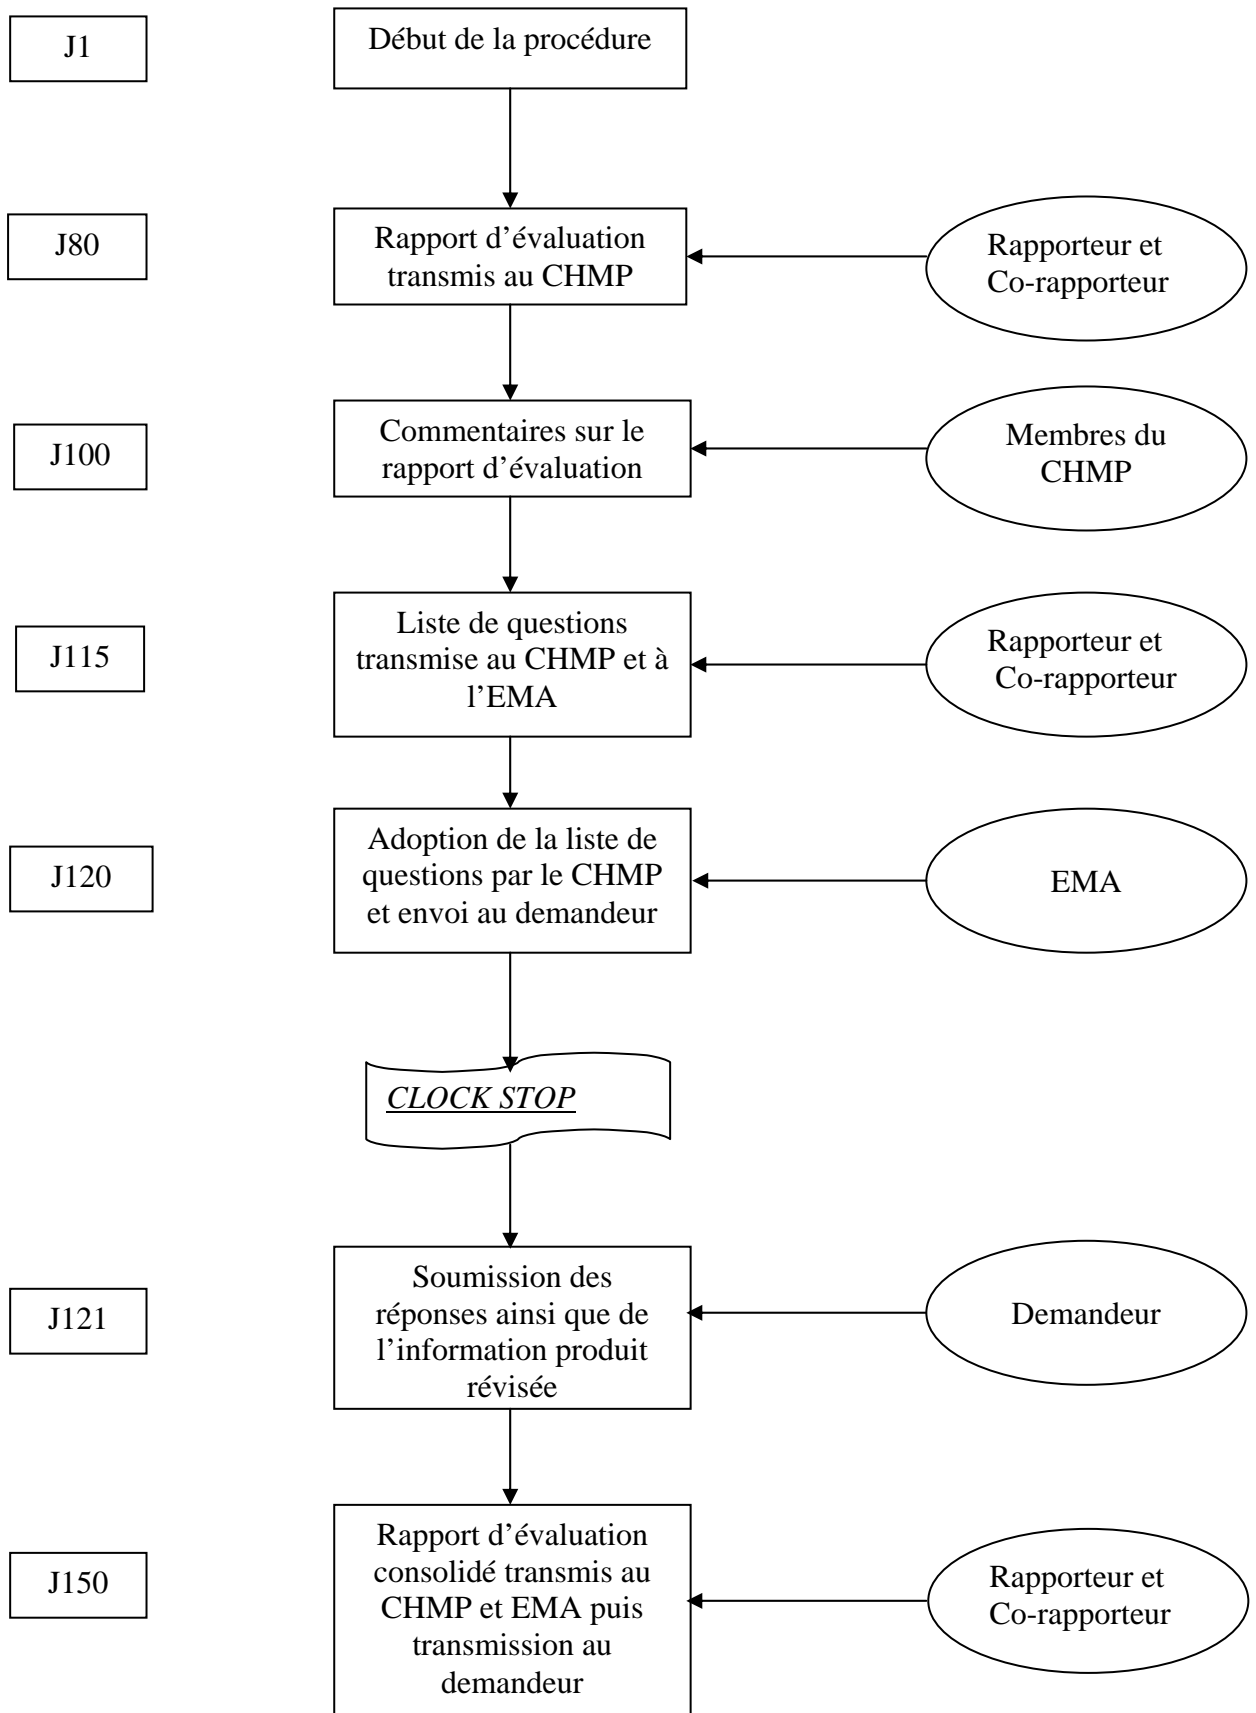 J1
Début de la procédure
J80
Rapport d’évaluation
transmis au CHMP
Rapporteur et
Co-rapporteur
J100
Commentaires sur le
rapport d’évaluation
Membres du
CHMP
J115
Liste de questions
transmise au CHMP et à
l’EMA
Rapporteur et
Co-rapporteur
J120
Adoption de la liste de
questions par le CHMP
et envoi au demandeur
EMA
CLOCK STOP
J121
Soumission des
réponses ainsi que de
l’information produit
révisée
Demandeur
J150
Rapport d’évaluation
consolidé transmis au
CHMP et EMA puis
transmission au
demandeur
Rapporteur et
Co-rapporteur